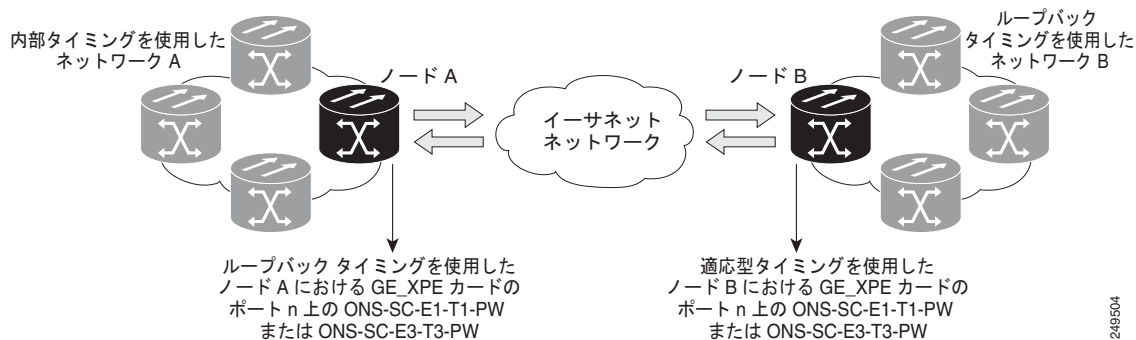 内部タイミングを使用した
ネットワーク A
ノード A
イーサネット
ネットワーク
ノード B
ループバック
タイミングを使用した
ネットワーク B
ループバック タイミングを使用した
ノード A における GE_XPE カードの
ポート n 上の ONS-SC-E1-T1-PW
または ONS-SC-E3-T3-PW
適応型タイミングを使用した
ノード B における GE_XPE カードの
ポート n 上の ONS-SC-E1-T1-PW
または ONS-SC-E3-T3-PW
249504